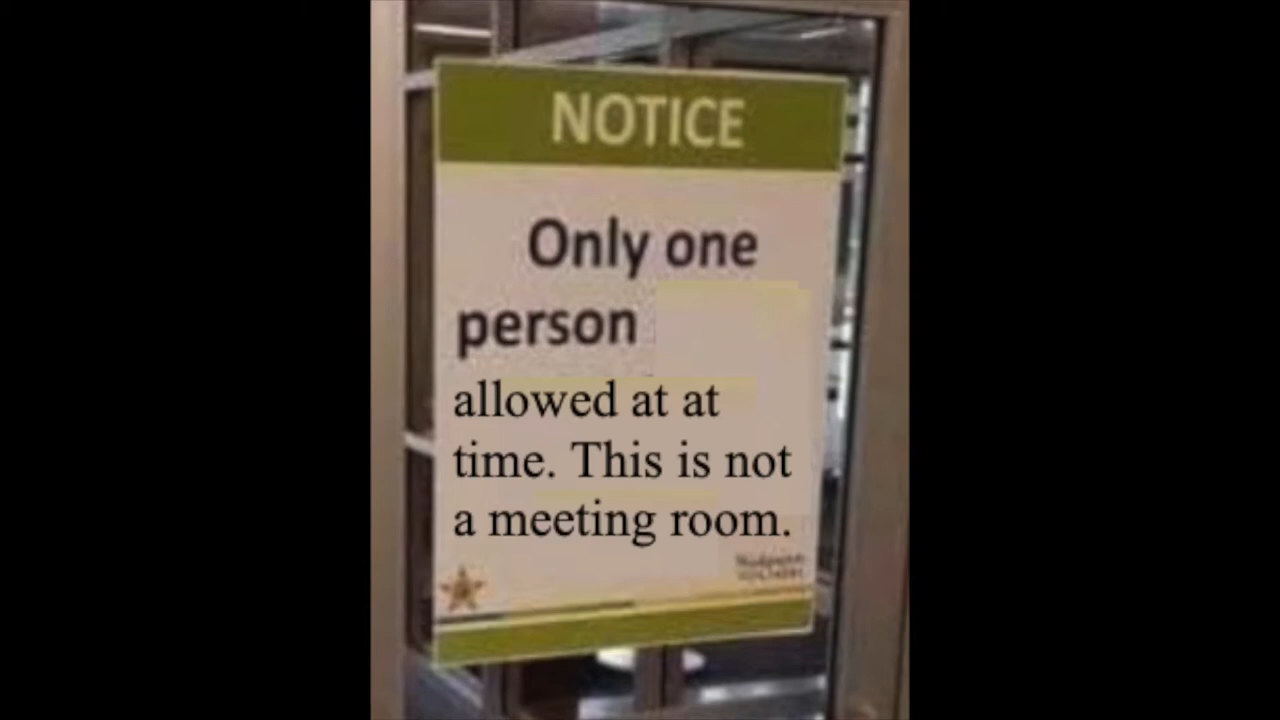 NOTICE
Only one
person
allowed at at
time. This is not
a meeting room.